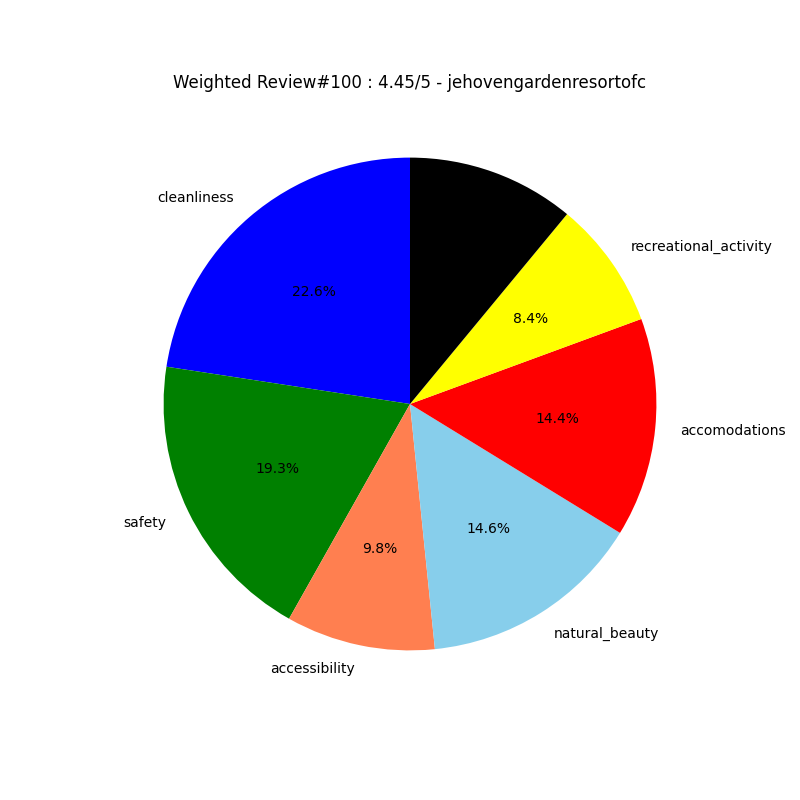 Weighted Review#100 : 4.45/5 - jehovengardenresortofc
cleanliness
recreational_activity
22.6%
8.4%
14.4%
accomodations
19.3%
safety
14.6%
9.8%
natural_beauty
accessibility